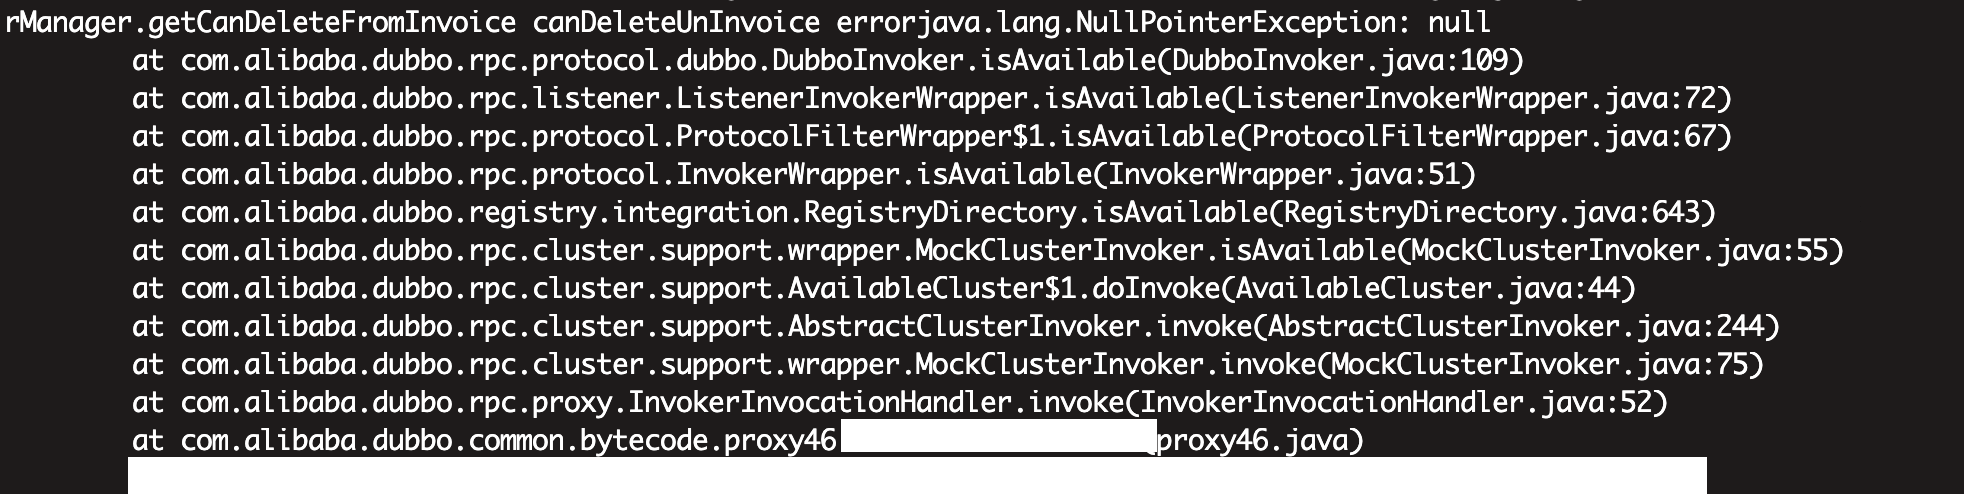 rManager.getCanDeleteFromInvoice canDeleteUnInvoice errorjava.lang.NullPointerException: null
at com.alibaba.dubbo.rpc.protocol.dubbo.DubboInvoker.isAvailable(DubboInvoker.java:109)
at com.alibaba.dubbo.rpc.listener.ListenerInvokerWrapper.isAvailable(ListenerInvokerWrapper.java:72)
at com.alibaba.dubbo.rpc.protocol.ProtocolFilterWrapper$1.isAvailable(ProtocolFilterWrapper.java:67)
at com.alibaba.dubbo.rpc.protocol.InvokerWrapper.isAvailable(InvokerWrapper.java:51)
at com.alibaba.dubbo.registry.integration.RegistryDirectory.isAvailable(RegistryDirectory.java:643)
at com.alibaba.dubbo.rpc.cluster.support.wrapper.MockClusterInvoker.isAvailable(MockClusterInvoker.java:55)
at com.alibaba.dubbo.rpc.cluster.support.AvailableCluster$1.doInvoke(AvailableCluster.java:44)
at com.alibaba.dubbo.rpc.cluster.support.AbstractClusterInvoker.invoke(AbstractClusterInvoker.java:244)
at com.alibaba.dubbo.rpc.cluster.support.wrapper.MockClusterInvoker.invoke(MockClusterInvoker.java:75)
at com.alibaba.dubbo.rpc.proxy.InvokerInvocationHandler.invoke(InvokerInvocationHandler.java:52)
at com.alibaba.dubbo.common.bytecode.proxy46 (proxy46.java)